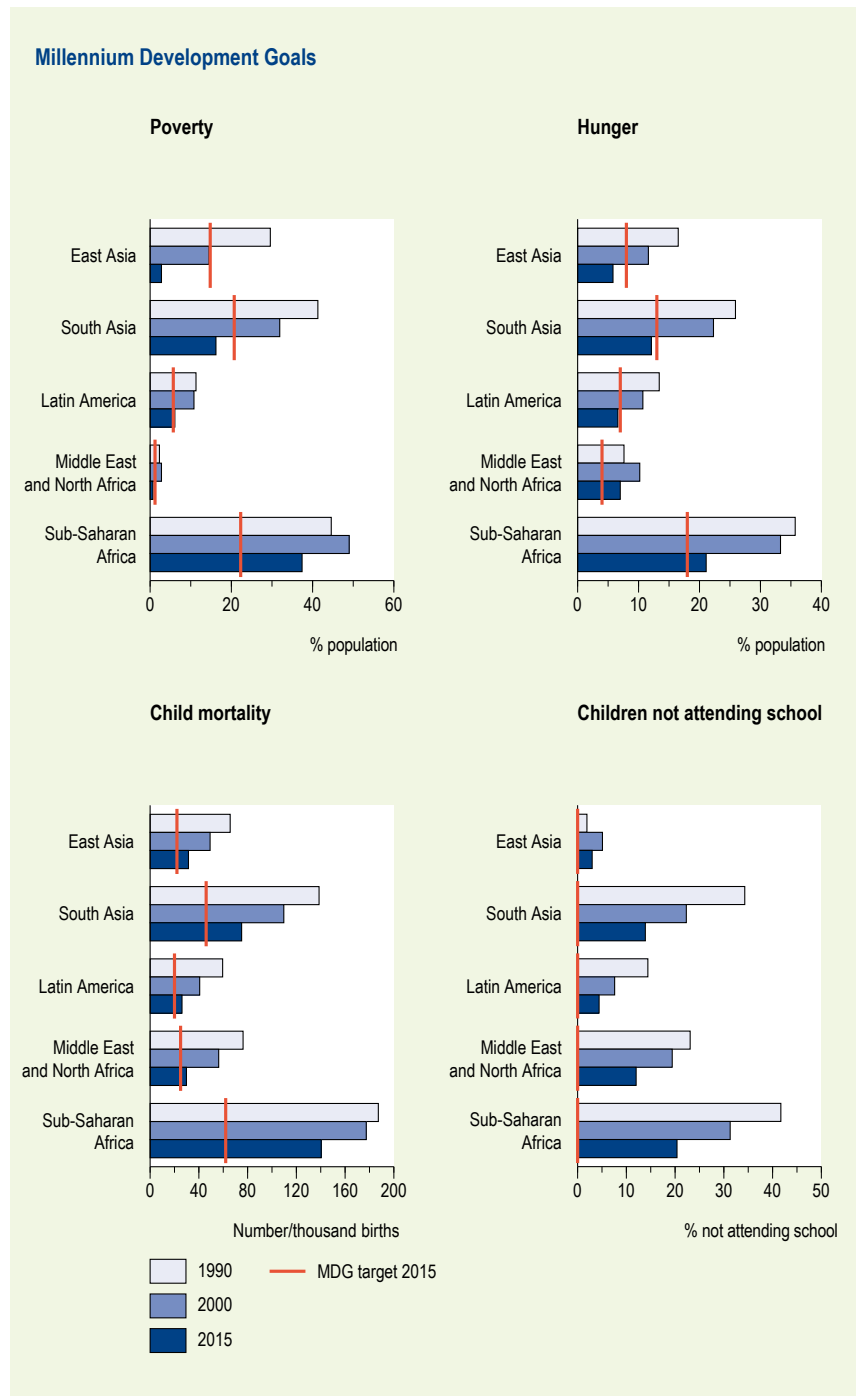 Millennium Development Goals
Poverty
East Asia
South Asia
Latin America
Middle East
and North Africa
Sub-Saharan
Africa
0 20 40 60
% population
Hunger
East Asia
South Asia
Latin America
Middle East
and North Africa
Sub-Saharan
Africa
0 10 20 30 40
% population
Child mortality
East Asia
South Asia
Latin America
Middle East
and North Africa
Sub-Saharan
Africa
0 40 80 120 160 200
Number/thousand births
Children not attending school
East Asia
South Asia
Latin America
Middle East
and North Africa
Sub-Saharan
Africa
0 10 20 30 40 50
% not attending school
1990
2000
2015
MDG target 2015